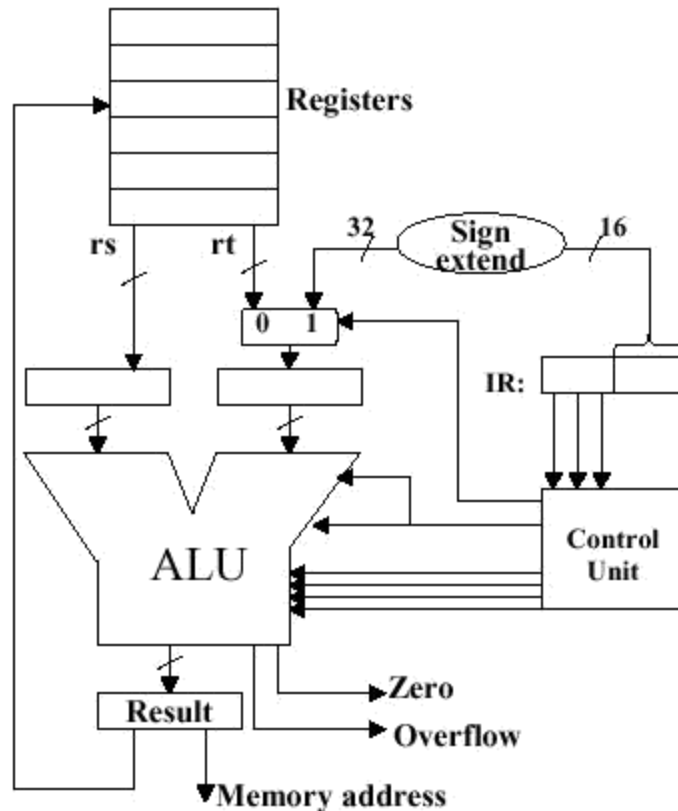 Registers
rs
rt
32
Sign
extend
16
0 1
IR:
ALU
Control
Unit
Zero
Result
Overflow
Memory address